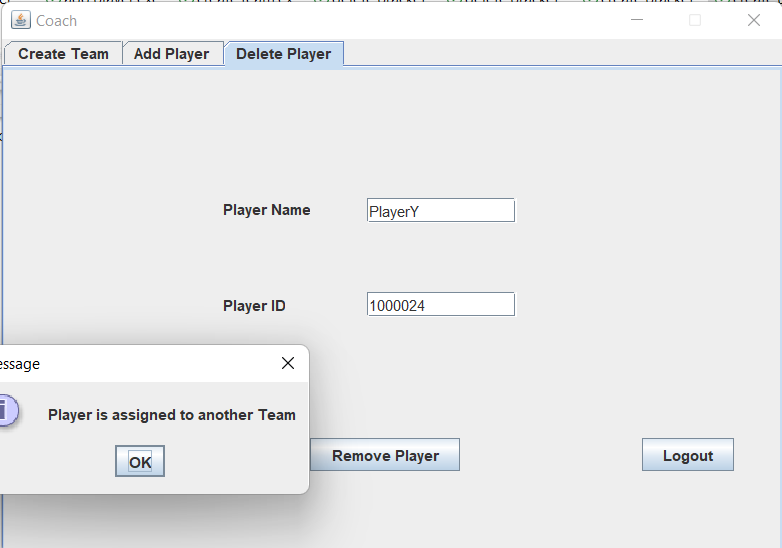 Coach
Create Team
Add Player
Delete Player
Player Name
PlayerY
Player ID
1000024
essage
Player is assigned to another Team
OK
Remove Player
Logout